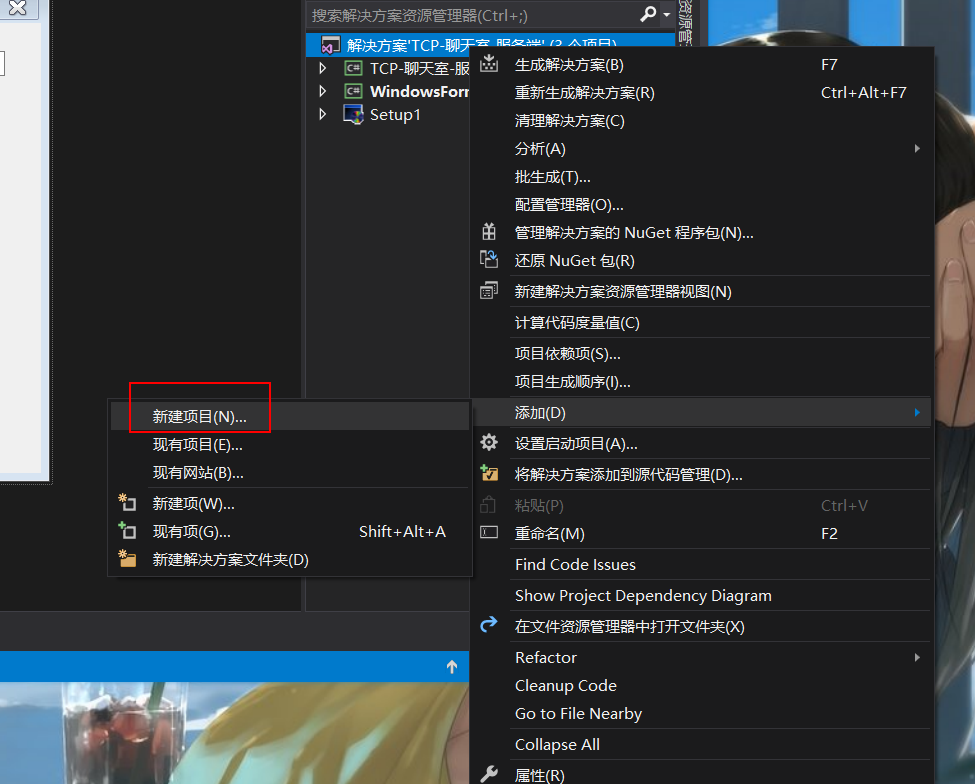 搜索解决方案资源管理器(Ctrl+;)
资源管
解决方案'TCP-聊天室-服务端' (3 个项目)
C# TCP-聊天室-服
C# WindowsForm
Setup1
生成解决方案(B) F7
重新生成解决方案(R) Ctrl+Alt+F7
清理解决方案(C)
分析(A)
批生成(T)...
配置管理器(O)...
管理解决方案的 NuGet 程序包(N)...
还原 NuGet 包(R)
新建解决方案资源管理器视图(N)
计算代码度量值(C)
项目依赖项(S)...
项目生成顺序(I)...
添加(D)
新建项目(N)...
现有项目(E)...
现有网站(B)...
新建项(W)...
现有项(G)... Shift+Alt+A
新建解决方案文件夹(D)
设置启动项目(A)...
将解决方案添加到源代码管理(D)...
粘贴(P) Ctrl+V
重命名(M) F2
Find Code Issues
Show Project Dependency Diagram
在文件资源管理器中打开文件夹(X)
Refactor
Cleanup Code
Go to File Nearby
Collapse All
属性(R)